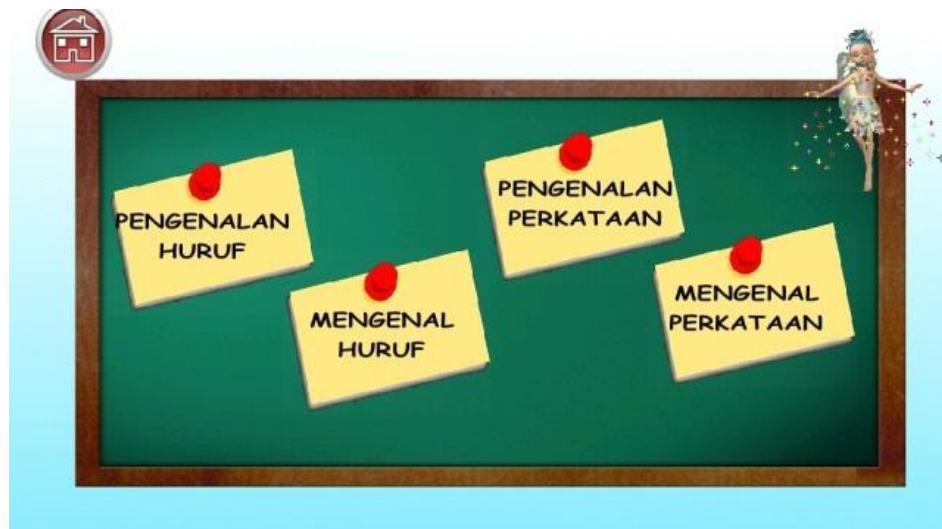 PENGENALAN
HURUF
MENGENAL
HURUF
PENGENALAN
PERKATAAN
MENGENAL
PERKATAAN